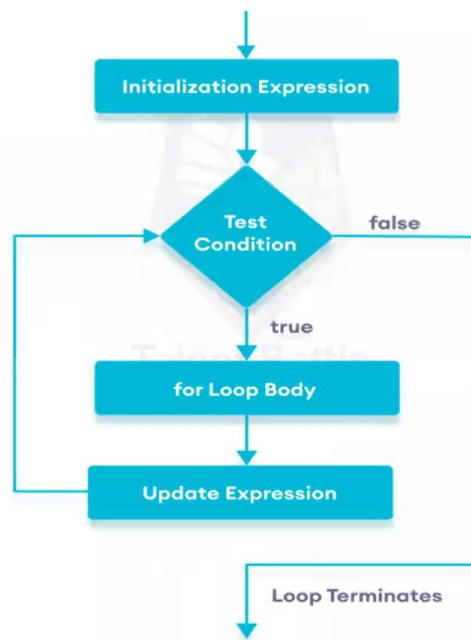 Initialization Expression
Test
Condition
false
true
for Loop Body
Update Expression
Loop Terminates